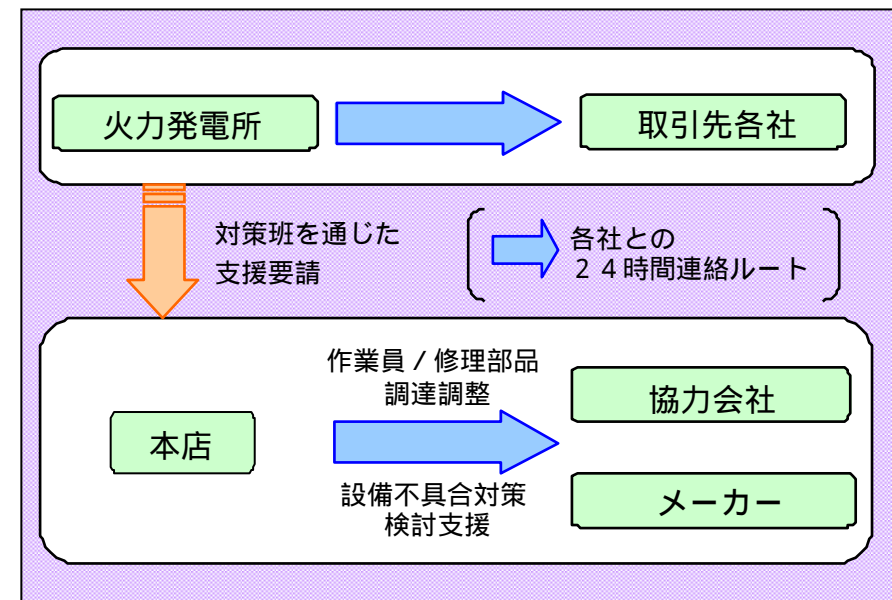 火力発電所
取引先各社
対策班を通じた
支援要請
各社との
２４時間連絡ルート
作業員／修理部品
調達調整
本店
協力会社
設備不具合対策
検討支援
メーカー